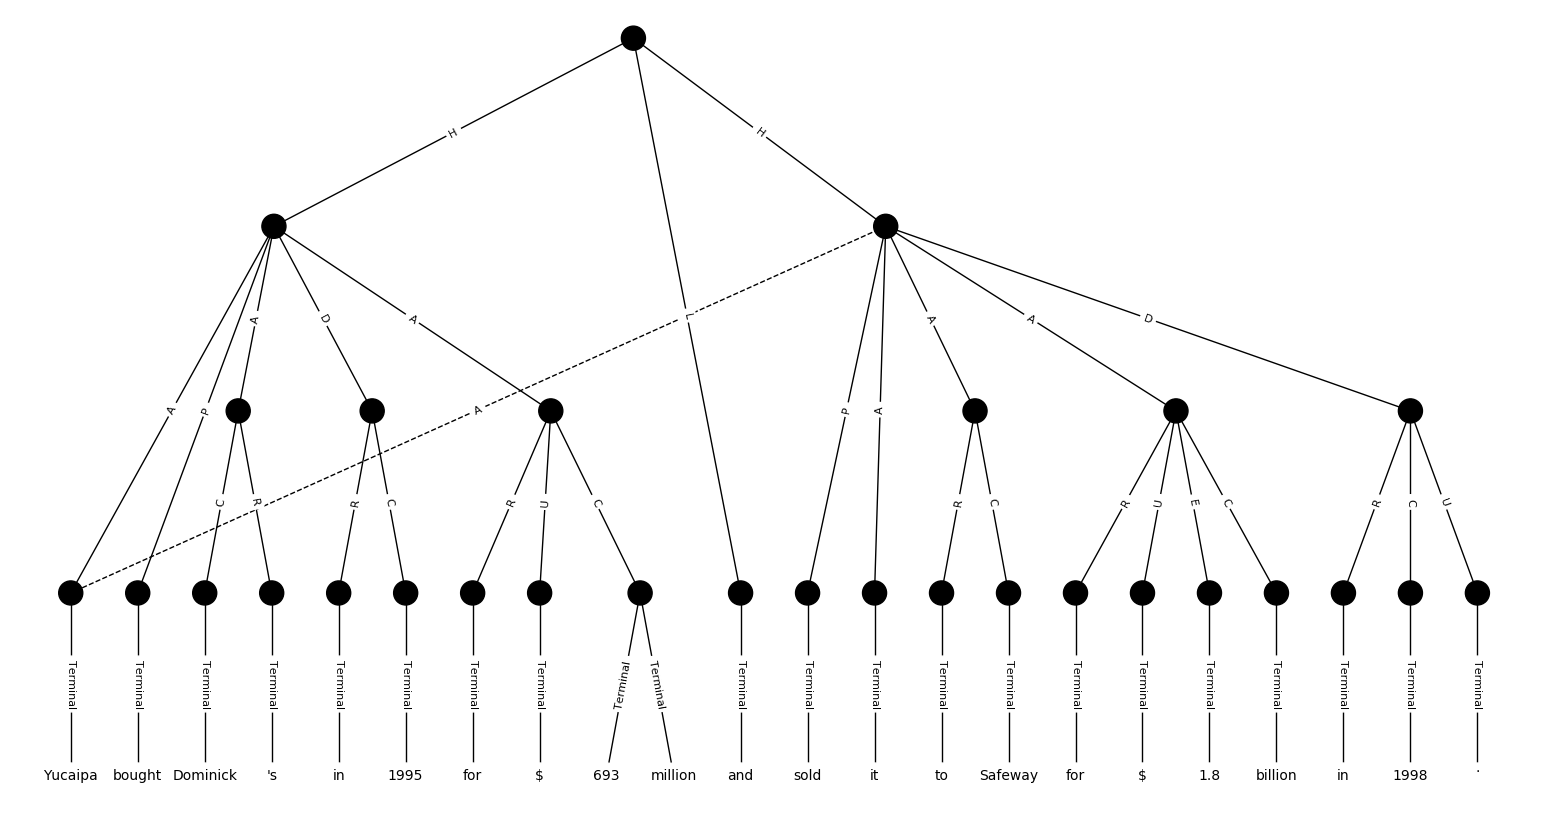 H
H
A
D
A
L
A
A
D
A
P
A
P
A
C
R
R
C
R
U
C
R
C
R
U
E
C
R
C
U
Terminal Terminal Terminal Terminal Terminal Terminal Terminal Terminal Terminal Terminal Terminal Terminal Terminal Terminal Terminal Terminal Terminal Terminal Terminal Terminal Terminal Terminal
Yucaipa bought Dominick 's in 1995 for $ 693 million and sold it to Safeway for $ 1.8 billion in 1998 .